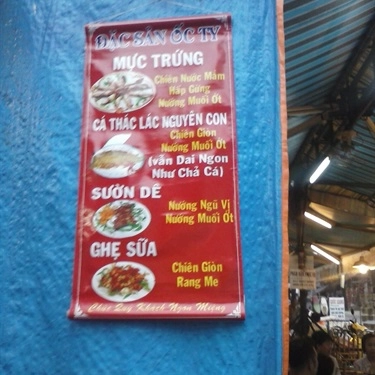 ĐẶC SẢN ỐC TY
MỰC TRỨNG
Chiên Nước Mắm
Hấp Gừng
Nướng Muối Ớt
CÁ THÁC LÁC NGUYÊN CON
Chiên Giòn
Nướng Muối Ớt
(vẫn Dai Ngon
Như Chả Cá)
SƯỜN DÊ
Nướng Ngũ Vị
Nướng Muối Ớt
GHẸ SỮA
Chiên Giòn
Rang Me
Chúc Quý Khách Ngon Miệng